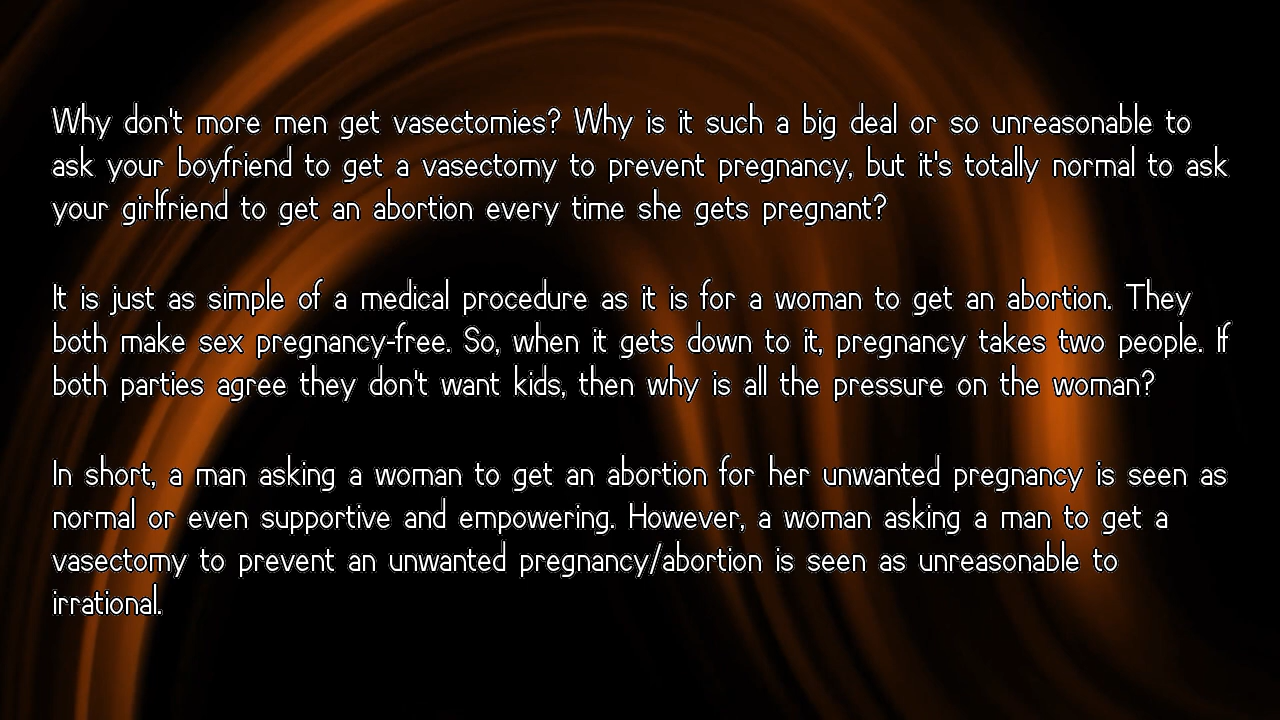 Why don't more men get vasectomies? Why is it such a big deal or so unreasonable to
ask your boyfriend to get a vasectomy to prevent pregnancy, but it's totally normal to ask
your girlfriend to get an abortion every time she gets pregnant?
It is just as simple of a medical procedure as it is for a woman to get an abortion. They
both make sex pregnancy-free. So, when it gets down to it, pregnancy takes two people. If
both parties agree they don't want kids, then why is all the pressure on the woman?
In short, a man asking a woman to get an abortion for her unwanted pregnancy is seen as
normal or even supportive and empowering. However, a woman asking a man to get a
vasectomy to prevent an unwanted pregnancy/abortion is seen as unreasonable to
irrational.